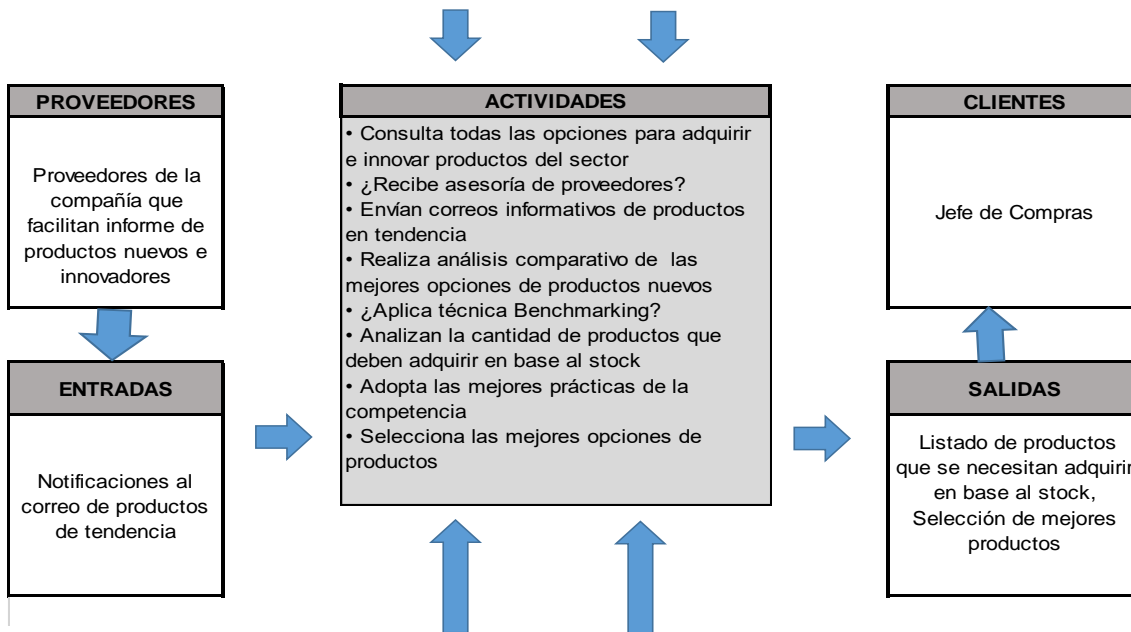 PROVEEDORES
Proveedores de la
compañía que
facilitan informe de
productos nuevos e
innovadores
ENTRADAS
Notificaciones al
correo de productos
de tendencia
ACTIVIDADES
• Consulta todas las opciones para adquirir
e innovar productos del sector
• ¿Recibe asesoría de proveedores?
• Envían correos informativos de productos
en tendencia
• Realiza análisis comparativo de las
mejores opciones de productos nuevos
• ¿Aplica técnica Benchmarking?
• Analizan la cantidad de productos que
deben adquirir en base al stock
• Adopta las mejores prácticas de la
competencia
• Selecciona las mejores opciones de
productos
CLIENTES
Jefe de Compras
SALIDAS
Listado de productos
que se necesitan adquirir
en base al stock,
Selección de mejores
productos